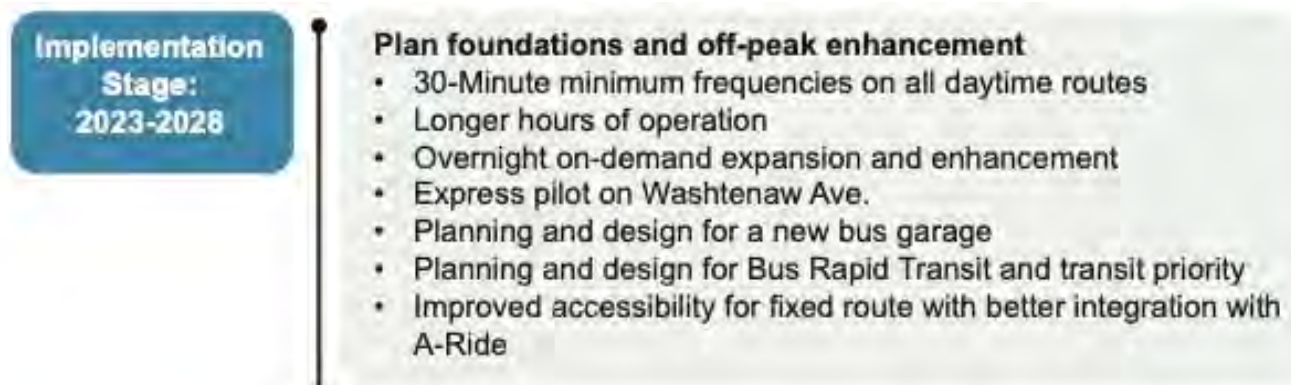 Implementation
Stage:
2023-2028
Plan foundations and off-peak enhancement
• 30-Minute minimum frequencies on all daytime routes
• Longer hours of operation
• Overnight on-demand expansion and enhancement
• Express pilot on Washtenaw Ave.
• Planning and design for a new bus garage
• Planning and design for Bus Rapid Transit and transit priority
• Improved accessibility for fixed route with better integration with
A-Ride